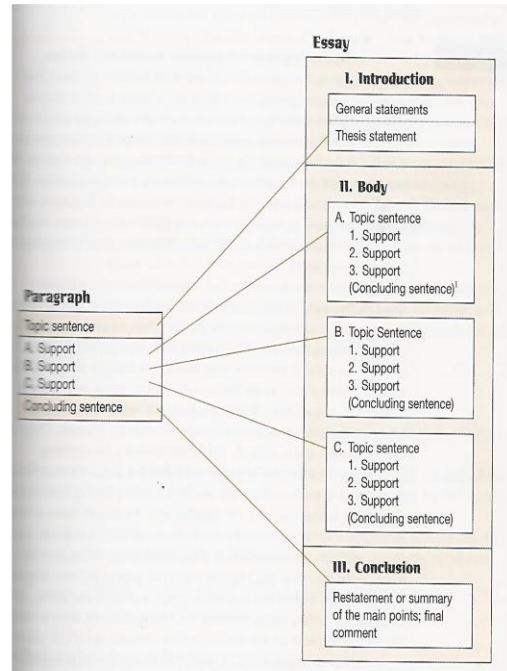 Essay
I. Introduction
General statements
Thesis statement
II. Body
A. Topic sentence
1. Support
2. Support
3. Support
(Concluding sentence)¹
Paragraph
Topic sentence
A. Support
B. Support
C. Support
Concluding sentence
B. Topic Sentence
1. Support
2. Support
3. Support
(Concluding sentence)
C. Topic sentence
1. Support
2. Support
3. Support
(Concluding sentence)
III. Conclusion
Restatement or summary
of the main points; final
comment